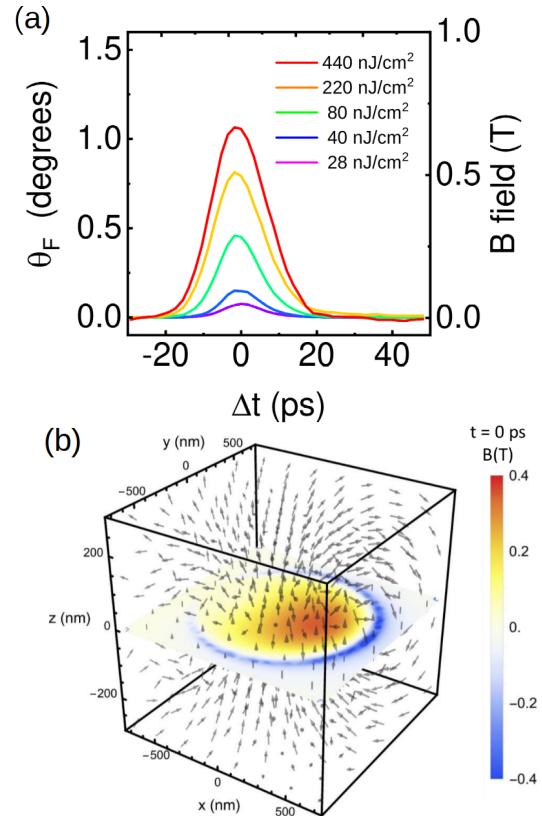 (a)
θF (degrees)
1.5
1.0
0.5
0.0
440 nJ/cm²
220 nJ/cm²
80 nJ/cm²
40 nJ/cm²
28 nJ/cm²
1.0
0.5
0.0
B field (T)
-20 0 20 40
Δt (ps)
(b)
y (nm)
−500 0 500
z (nm)
200
0
−200
x (nm)
−500 0 500
t = 0 ps
B(T)
0.4
0.2
0.
−0.2
−0.4